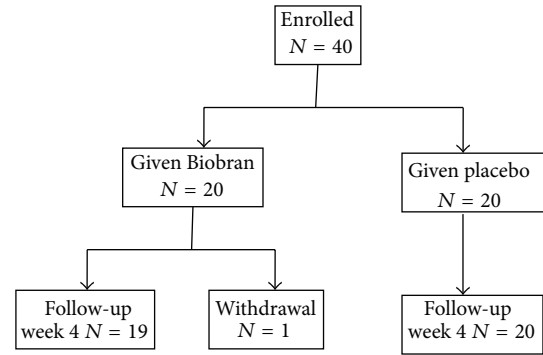 Enrolled
N = 40
Given Biobran
N = 20
Given placebo
N = 20
Follow-up
week 4 N = 19
Withdrawal
N = 1
Follow-up
week 4 N = 20